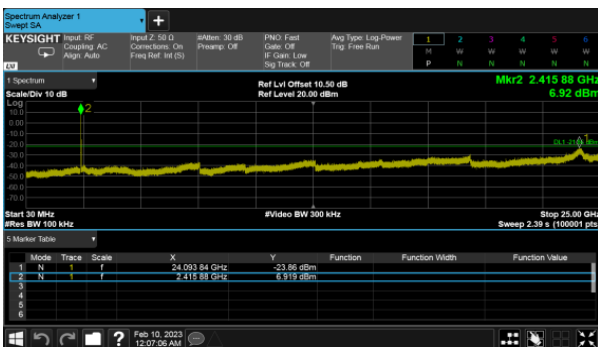 Spectrum Analyzer 1
Swept SA
KEYSIGHT Input: RF Input Z: 50 Ω #Atten: 30 dB PNO: Fast Avg Type: Log-Power 1 2 3 4 5 6
Coupling: AC Corrections: On Preamp: Off Gate: Off Trig: Free Run M W W W W W
Align: Auto Freq Ref: Int (S) IF Gain: Low
Sig Track: Off P N N N N N
LXI
1 Spectrum Ref Lvl Offset 10.50 dB Mkr2 2.415 88 GHz
Scale/Div 10 dB Ref Level 20.00 dBm 6.92 dBm
Log
10.0
0.00
-10.0
-20.0
-30.0
-40.0
-50.0
-60.0
-70.0
2
1
Start 30 MHz #Video BW 300 kHz Stop 25.00 GHz
#Res BW 100 kHz Sweep 2.39 s (100001 pts
5 Marker Table
Mode Trace Scale X Y Function Function Width Function Value
1 N 1 f 24.093 84 GHz -23.86 dBm
2 N 1 f 2.415 88 GHz 6.919 dBm
3
4
5
6
? Feb 10, 2023
12:07:06 AM